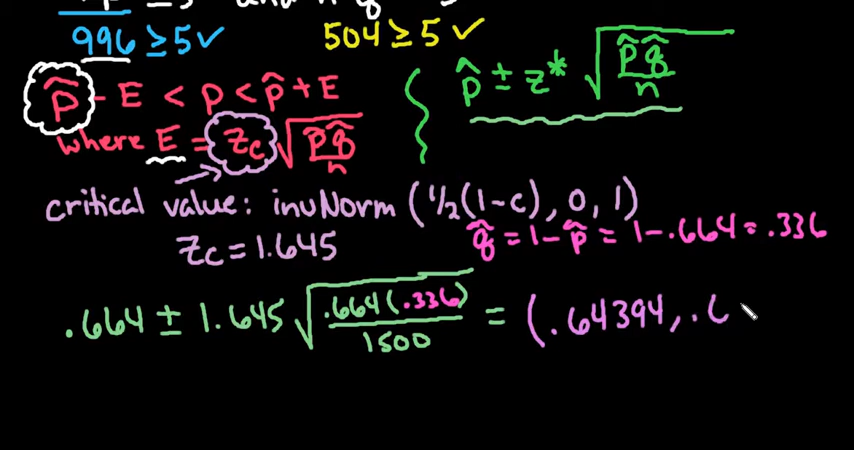 996 ≥ 5 ✓ 504 ≥ 5 ✓
p̂ - E < p < p̂ + E
where E = zc √(p̂q̂/n)
p̂ ± z* √(p̂q̂/n)
critical value: invNorm (1/2(1-c), 0, 1)
zc = 1.645
q̂ = 1 - p̂ = 1 - .664 = .336
.664 ± 1.645 √(.664(.336)/1500) = (.64394, .6